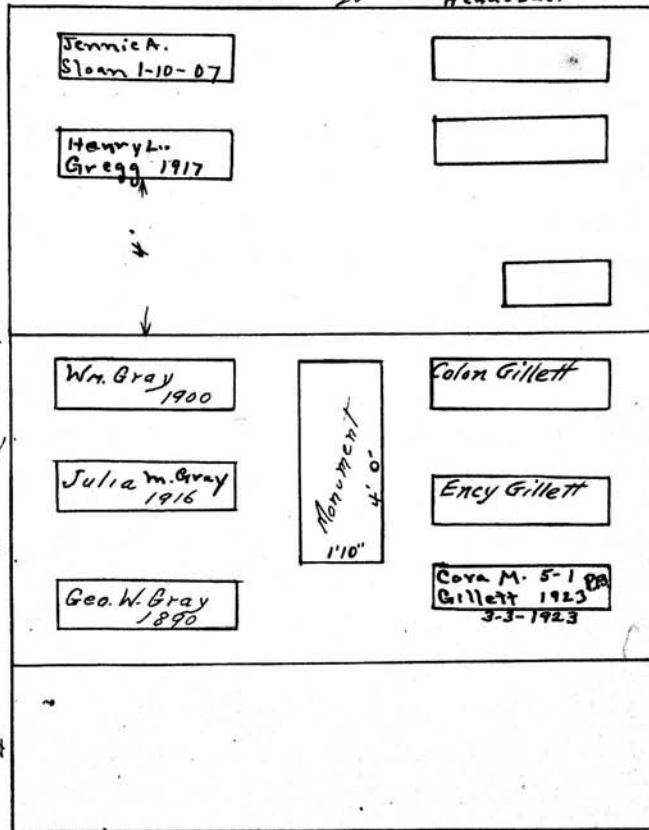 Jennie A.
Sloan 1-10-07
Henry L.
Gregg 1917
4'
Wm. Gray
1900
Monument
4' 0"
1'10"
Colon Gillett
Julia M. Gray
1916
Ency Gillett
Geo. W. Gray
1890
Cora M. 5-1
Gillett 1923
3-3-1923